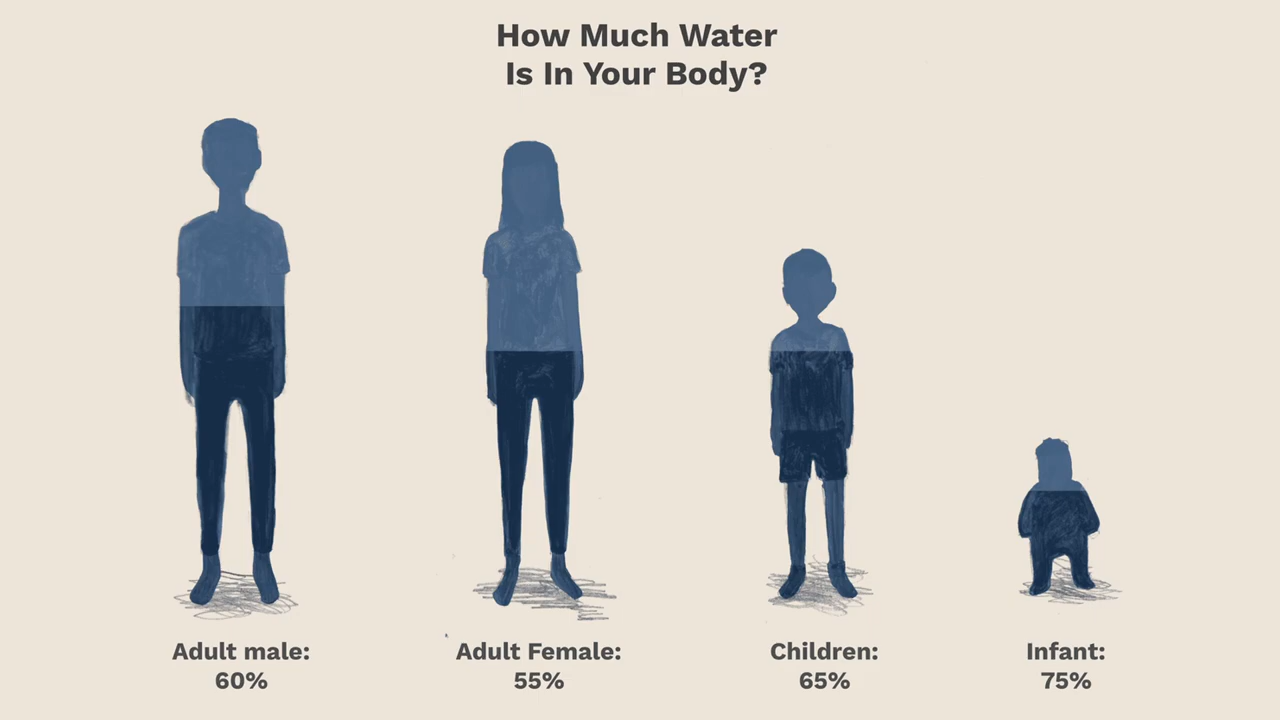 How Much Water
Is In Your Body?
Adult male:
60%
Adult Female:
55%
Children:
65%
Infant:
75%